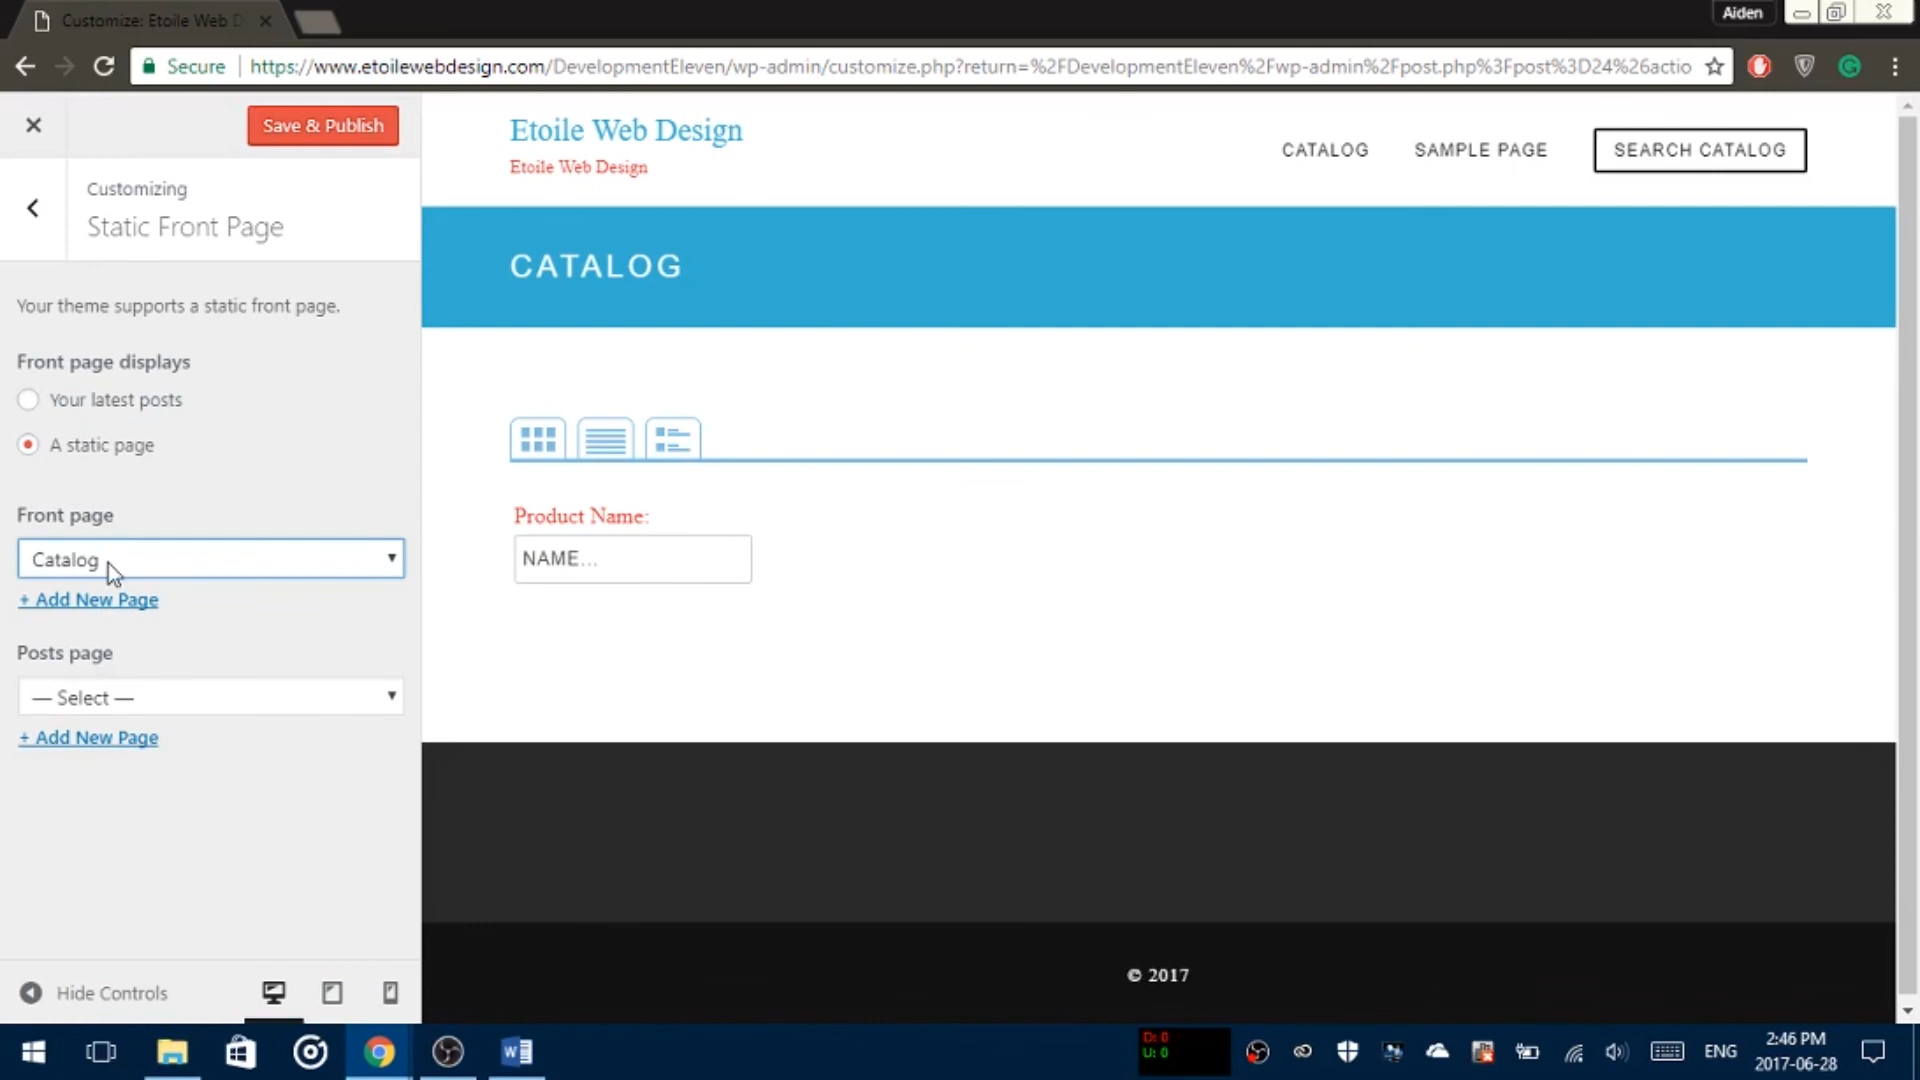 Customize: Etoile Web D
Aiden
Secure
https://www.etoilewebdesign.com/DevelopmentEleven/wp-admin/customize.php?return=%2FDevelopmentEleven%2Fwp-admin%2Fpost.php%3Fpost%3D24%26actio
Save & Publish
Customizing
Static Front Page
Your theme supports a static front page.
Front page displays
Your latest posts
A static page
Front page
Catalog
+ Add New Page
Posts page
— Select —
+ Add New Page
Hide Controls
Etoile Web Design
Etoile Web Design
CATALOG
SAMPLE PAGE
SEARCH CATALOG
CATALOG
Product Name:
NAME...
© 2017
D: 0
U: 0
ENG
2:46 PM
2017-06-28